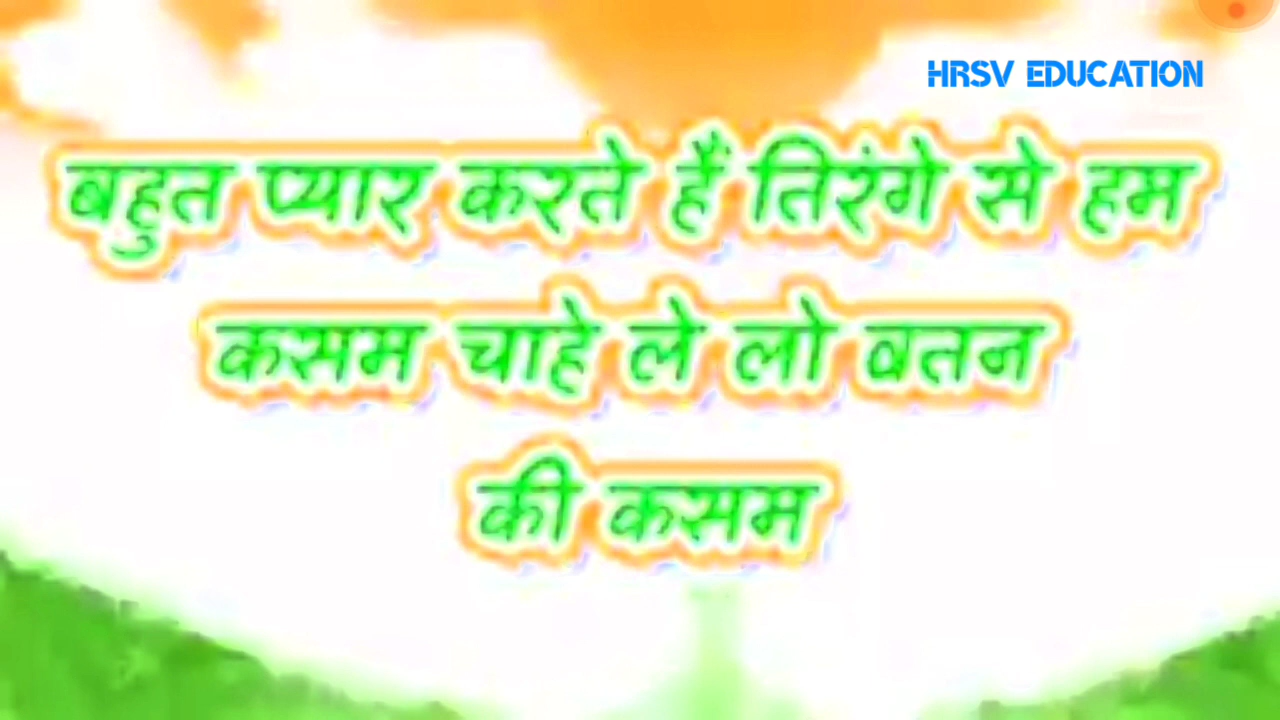 HRSV EDUCATION
बहुत प्यार करते हैं तिरंगे से हम
कसम चाहे ले लो वतन
की कसम